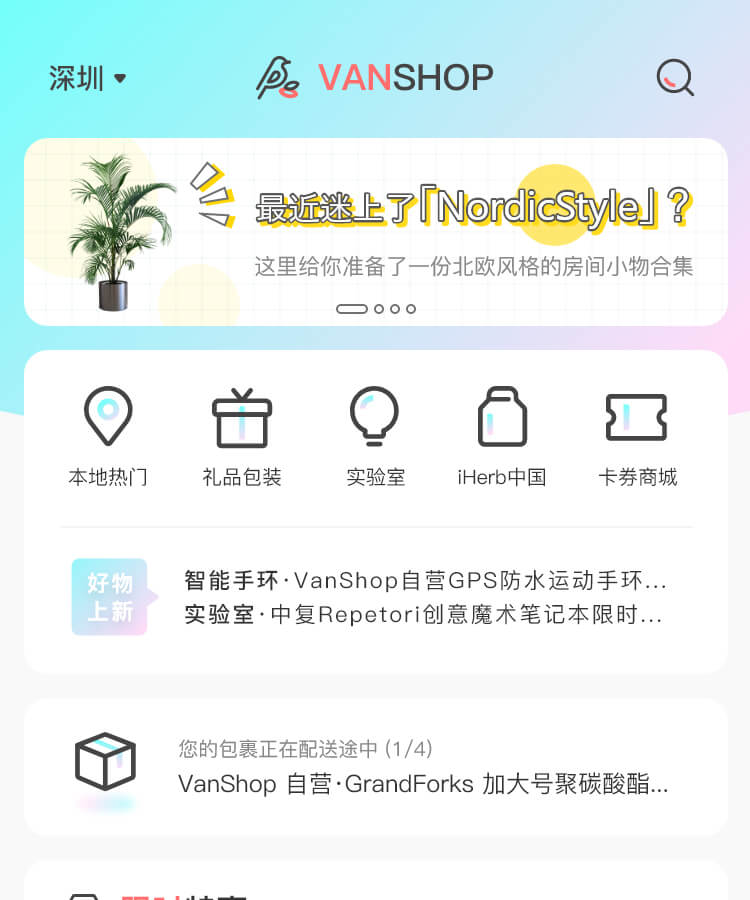 深圳
VANSHOP
最近迷上了「NordicStyle」?
这里给你准备了一份北欧风格的房间小物合集
本地热门
礼品包装
实验室
iHerb中国
卡券商城
好物
上新
智能手环·VanShop自营GPS防水运动手环...
实验室·中复Repetori创意魔术笔记本限时...
您的包裹正在配送途中 (1/4)
VanShop 自营·GrandForks 加大号聚碳酸酯...